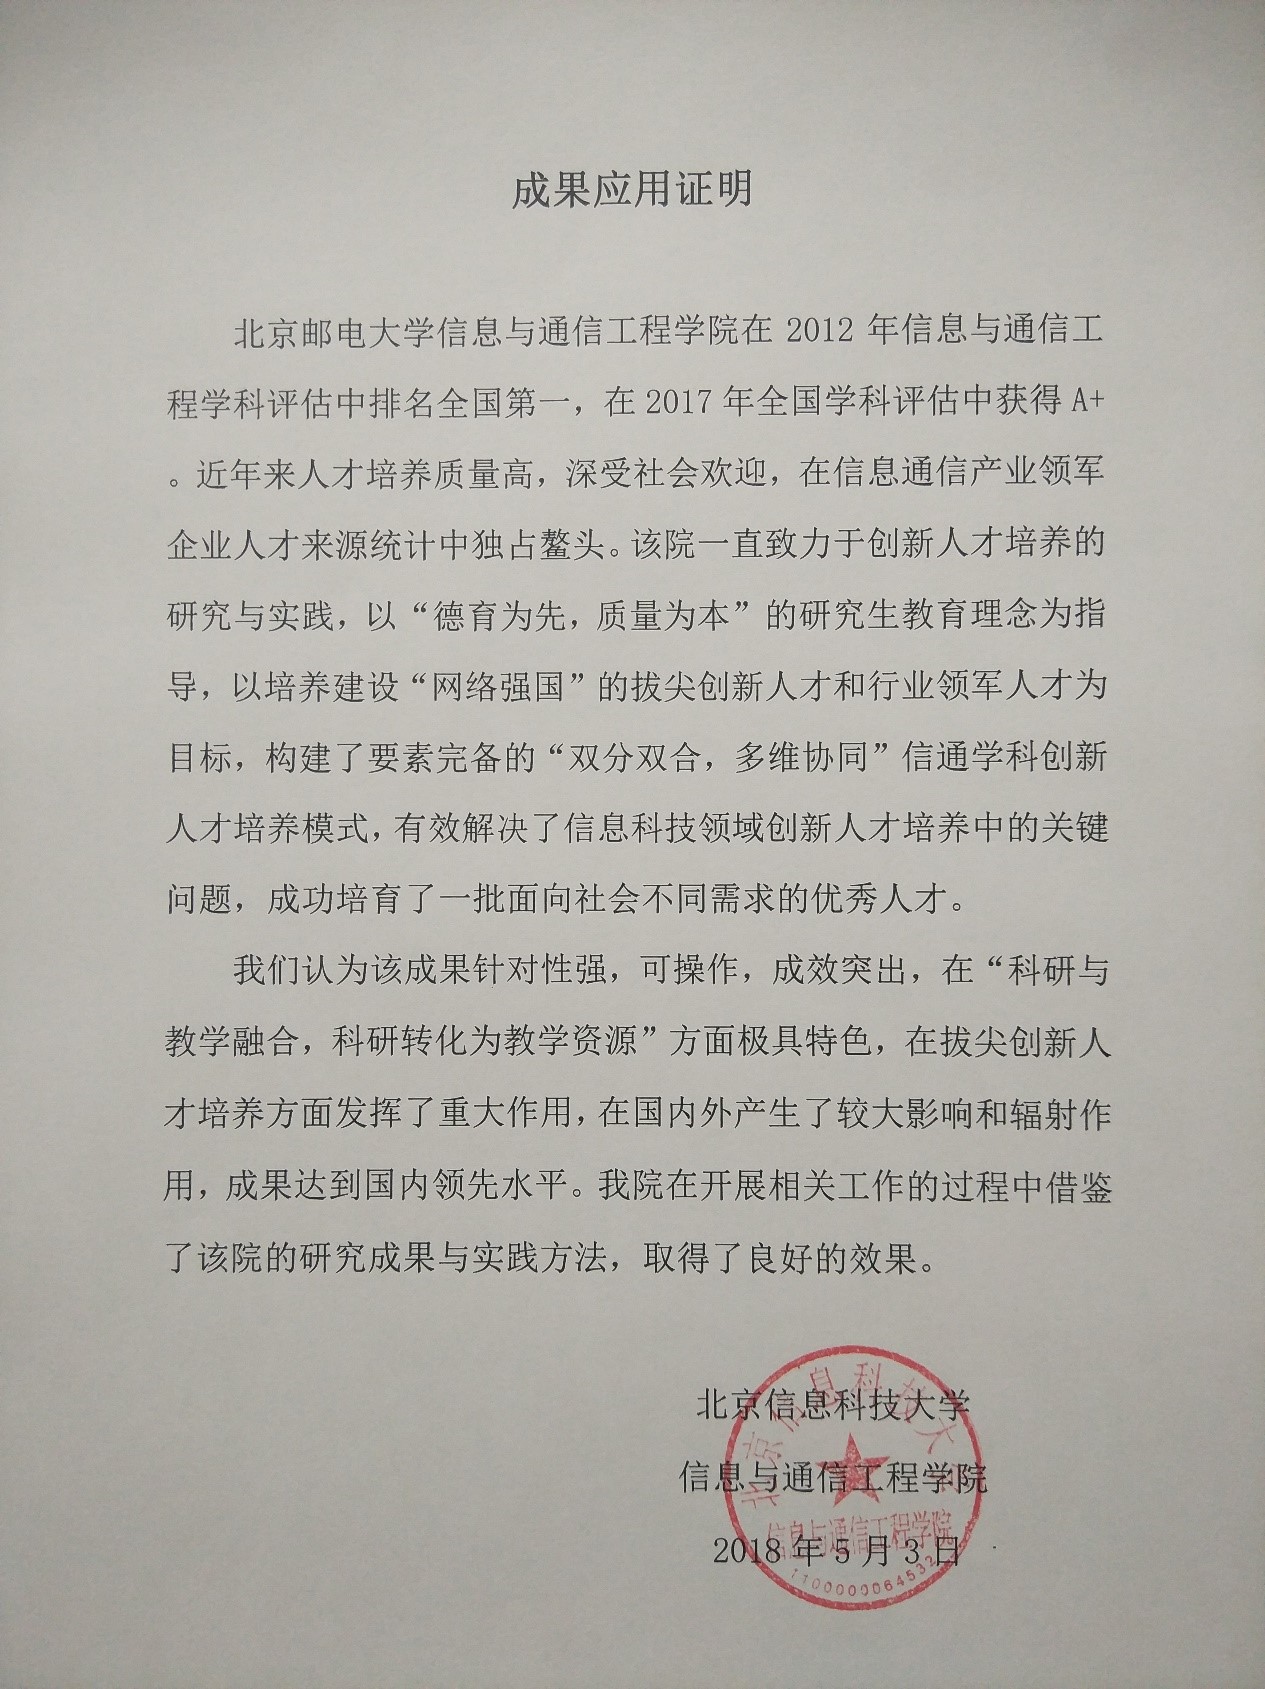 成果应用证明
北京邮电大学信息与通信工程学院在 2012 年信息与通信工
程学科评估中排名全国第一，在 2017 年全国学科评估中获得 A+
。近年来人才培养质量高，深受社会欢迎，在信息通信产业领军
企业人才来源统计中独占鳌头。该院一直致力于创新人才培养的
研究与实践，以“德育为先，质量为本”的研究生教育理念为指
导，以培养建设“网络强国”的拔尖创新人才和行业领军人才为
目标，构建了要素完备的“双分双合，多维协同”信通学科创新
人才培养模式，有效解决了信息科技领域创新人才培养中的关键
问题，成功培育了一批面向社会不同需求的优秀人才。
我们认为该成果针对性强，可操作，成效突出，在“科研与
教学融合，科研转化为教学资源”方面极具特色，在拔尖创新人
才培养方面发挥了重大作用，在国内外产生了较大影响和辐射作
用，成果达到国内领先水平。我院在开展相关工作的过程中借鉴
了该院的研究成果与实践方法，取得了良好的效果。
北京信息科技大学
信息与通信工程学院
2018 年 5 月 3 日
北京信息科技大学
信息与通信工程学院
1100000064532